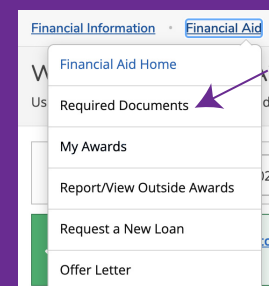 Financial Information • Financial Aid
Financial Aid Home
Required Documents
My Awards
Report/View Outside Awards
Request a New Loan
Offer Letter